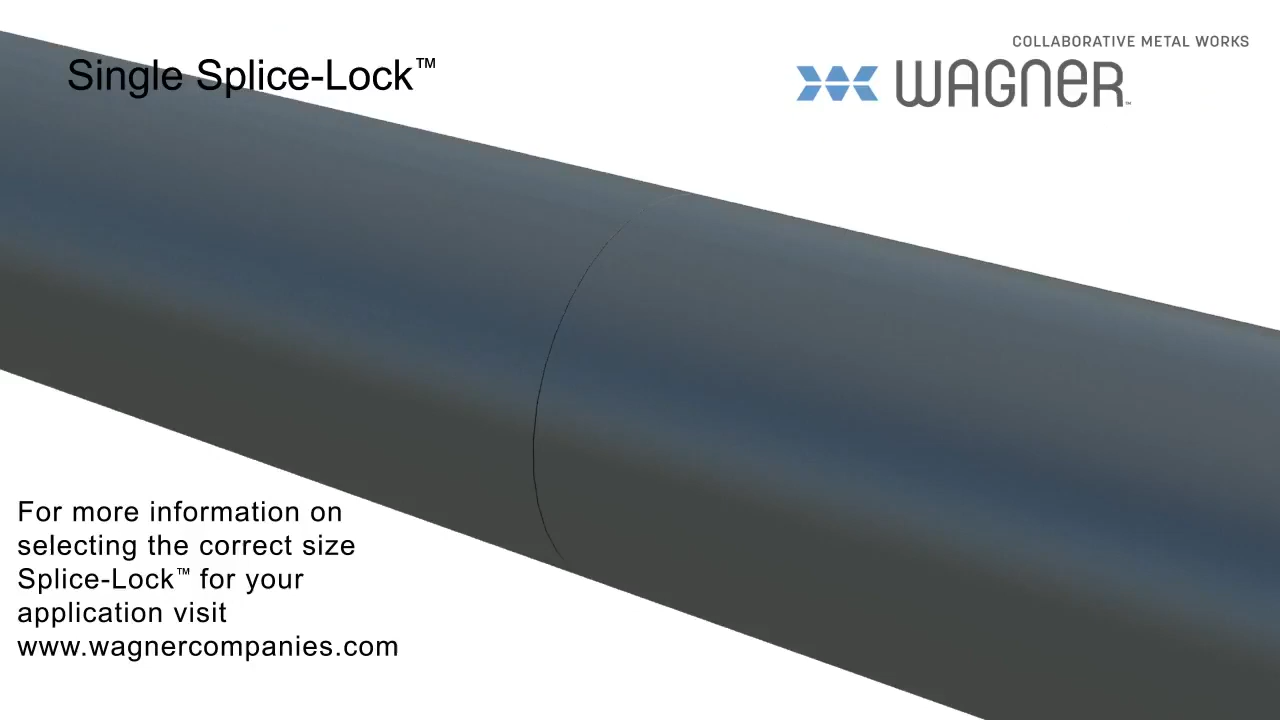 Single Splice-Lock™
COLLABORATIVE METAL WORKS
WAGNER™
For more information on
selecting the correct size
Splice-Lock™ for your
application visit
www.wagnercompanies.com